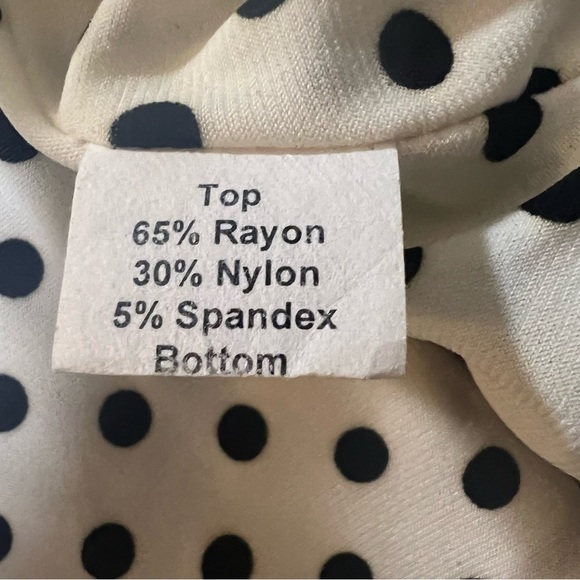 Top
65% Rayon
30% Nylon
5% Spandex
Bottom